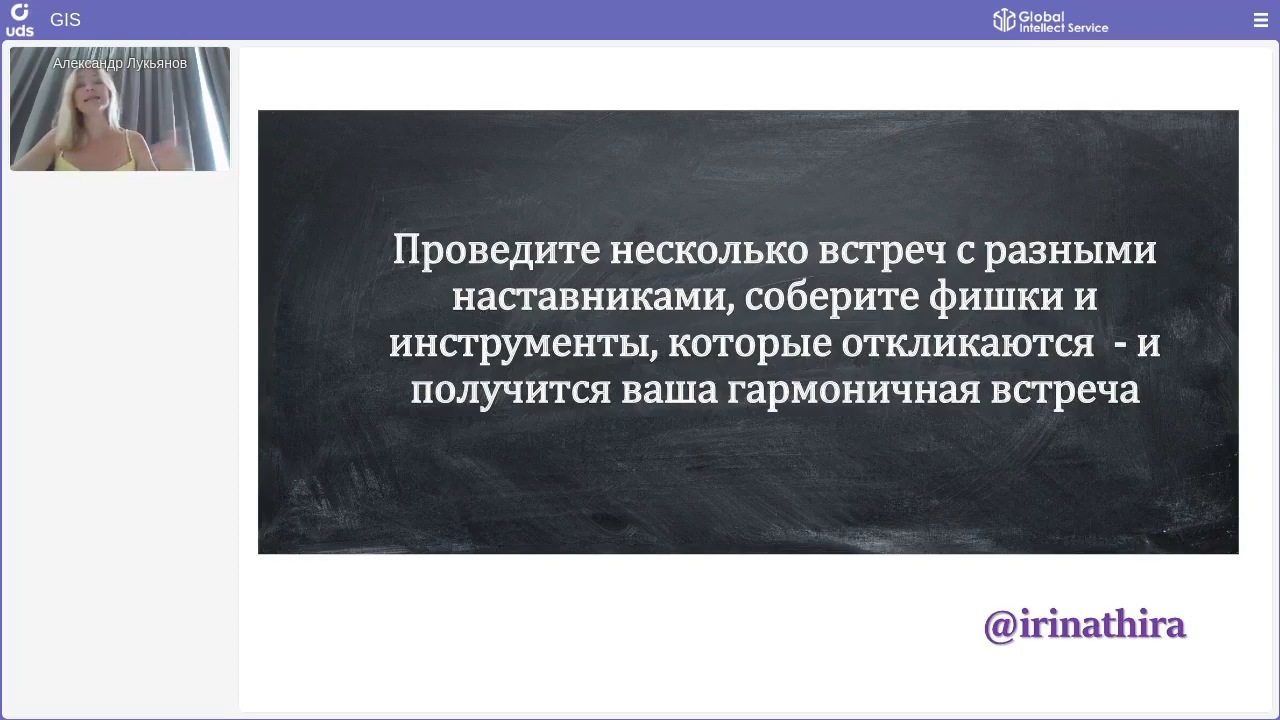 uds
GIS
Global
Intellect Service
Александр Лукьянов
Проведите несколько встреч с разными
наставниками, соберите фишки и
инструменты, которые откликаются - и
получится ваша гармоничная встреча
@irinathira